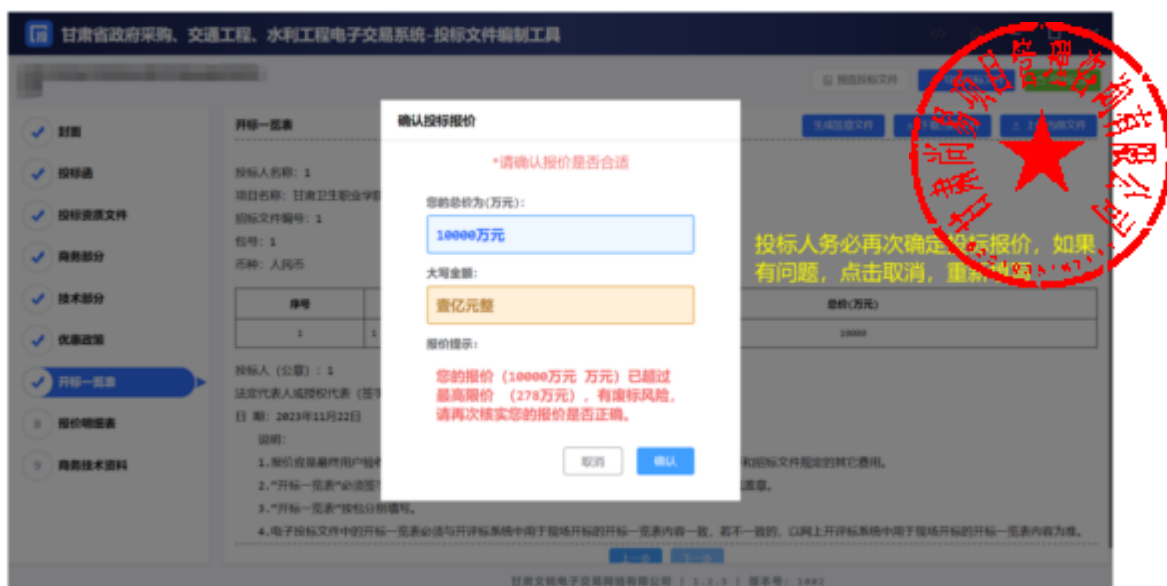 甘肃省政府采购、交通工程、水利工程电子交易系统-投标文件编制工具
预览投标文件
封面
投标函
投标资质文件
商务部分
技术部分
优惠政策
开标一览表
8 报价明细表
9 商务技术资料
开标一览表
生成签章文件
投标人名称: 1
项目名称: 甘肃卫生职业学院
招标文件编号: 1
包号: 1
币种: 人民币
序号
总价(万元)
1
1
10000
投标人 (公章) : 1
法定代表人或授权代表 (签字
日 期: 2023年11月22日
说明:
1.报价应是最终用户验收
和招标文件规定的其它费用。
2."开标一览表"必须签
盖章。
3."开标一览表"按包分别填写。
4.电子投标文件中的开标一览表必须与开评标系统中用于现场开标的开标一览表内容一致, 若不一致的, 以网上开评标系统中用于现场开标的开标一览表内容为准。
确认投标报价
*请确认报价是否合适
您的总价为(万元):
10000万元
大写金额:
壹亿元整
报价提示:
您的报价 (10000万元 万元) 已超过
最高限价 (278万元) , 有废标风险,
请再次核实您的报价是否正确。
取消
确认
投标人务必再次确定投标报价, 如果
有问题, 点击取消, 重新填写
上一步
下一步
甘肃文锐电子交易网络有限公司 | 1.2.3 | 版本号: 1002